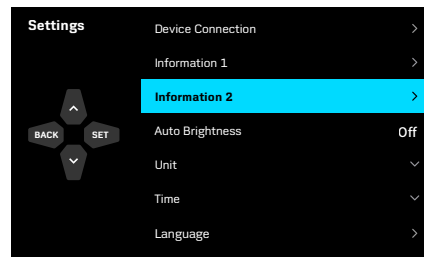 Settings
Device Connection
Information 1
Information 2
BACK SET
Auto Brightness Off
Unit
Time
Language